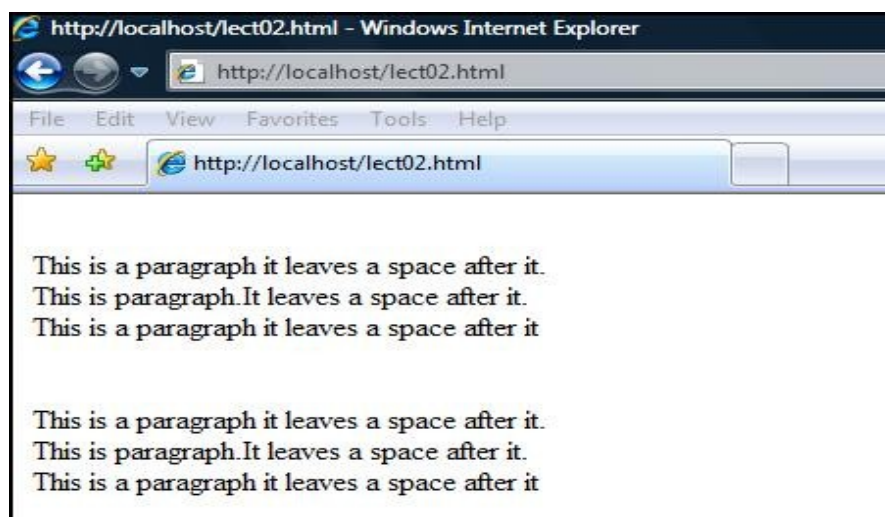 http://localhost/lect02.html - Windows Internet Explorer
http://localhost/lect02.html
File Edit View Favorites Tools Help
http://localhost/lect02.html
This is a paragraph it leaves a space after it.
This is paragraph.It leaves a space after it.
This is a paragraph it leaves a space after it
This is a paragraph it leaves a space after it.
This is paragraph.It leaves a space after it.
This is a paragraph it leaves a space after it